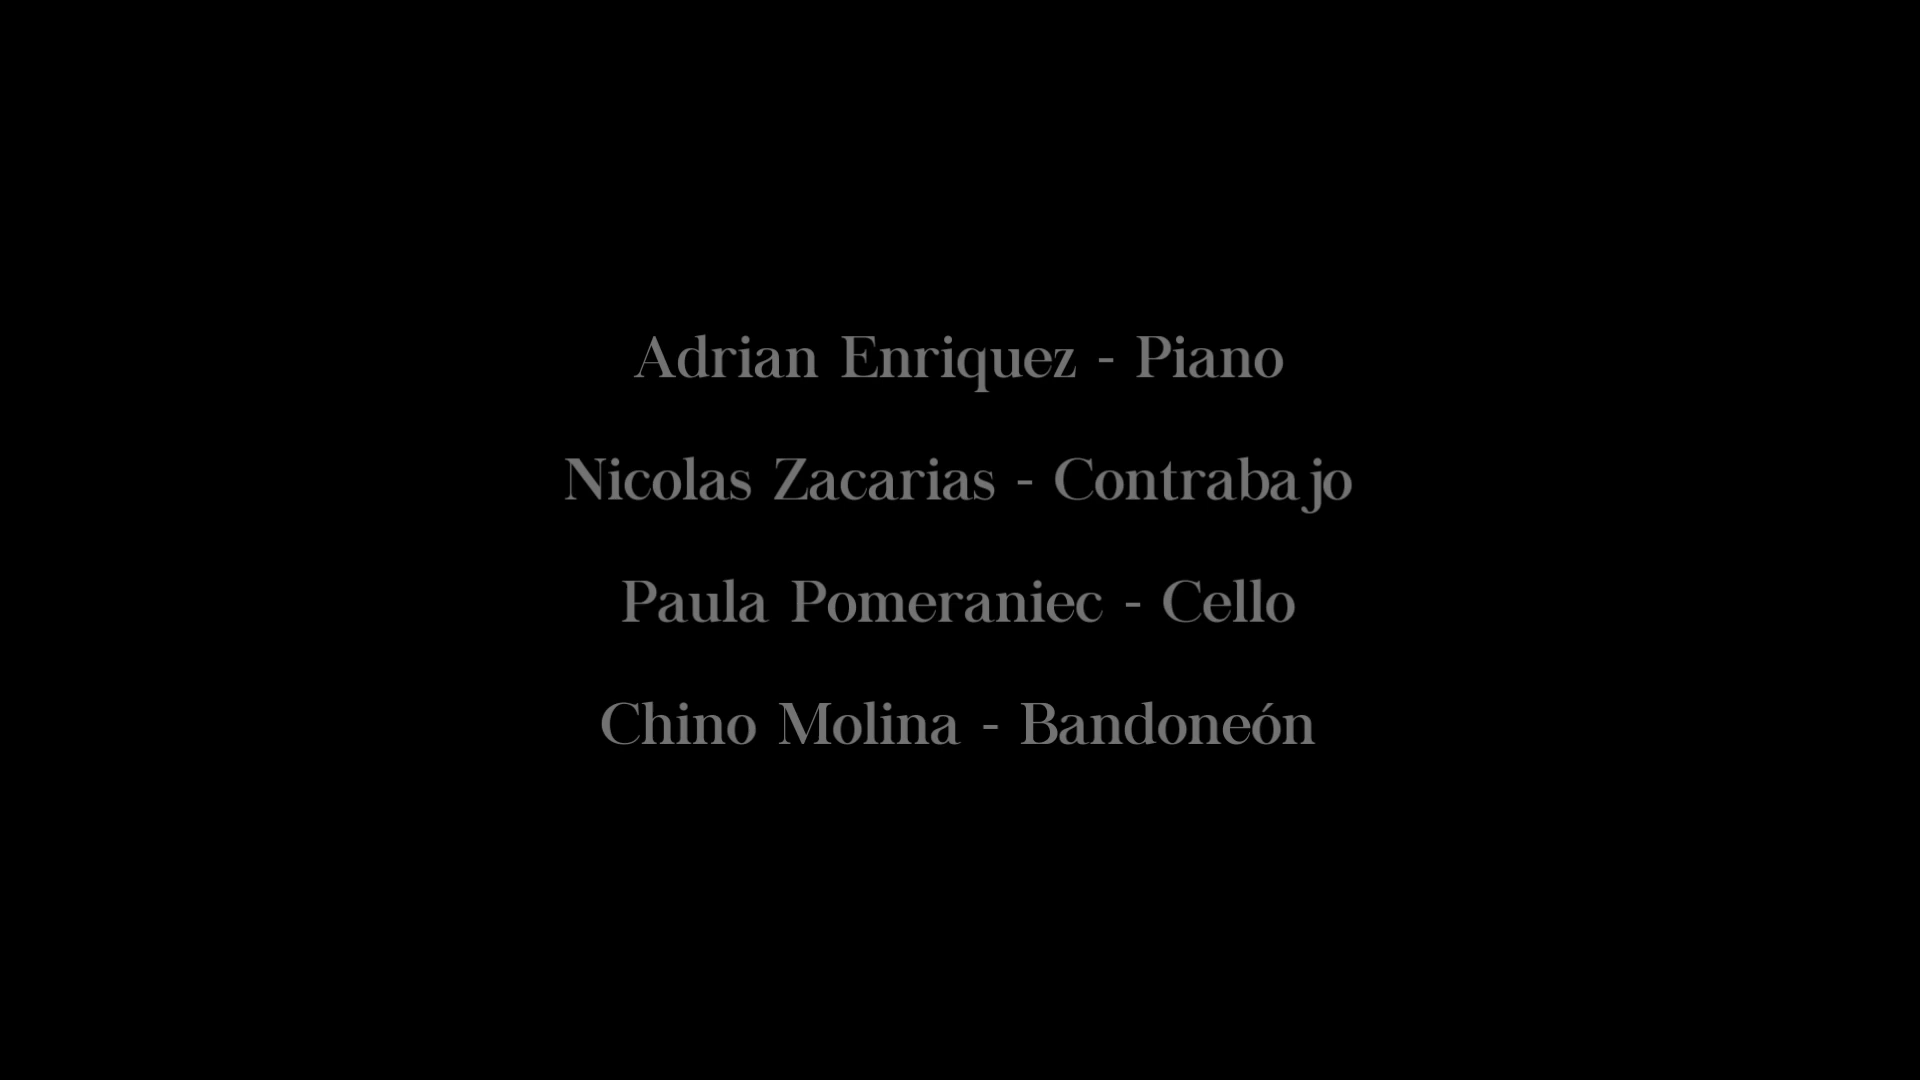 Adrian Enriquez - Piano
Nicolas Zacarias - Contrabajo
Paula Pomeraniec - Cello
Chino Molina - Bandoneón